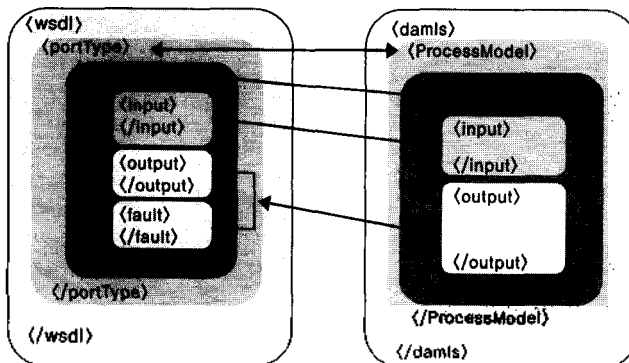 ⟨wsdl⟩
⟨portType⟩
⟨input⟩
⟨/input⟩
⟨output⟩
⟨/output⟩
⟨fault⟩
⟨/fault⟩
⟨/portType⟩
⟨/wsdl⟩
⟨damls⟩
⟨ProcessModel⟩
⟨input⟩
⟨/input⟩
⟨output⟩
⟨/output⟩
⟨/ProcessModel⟩
⟨/damls⟩